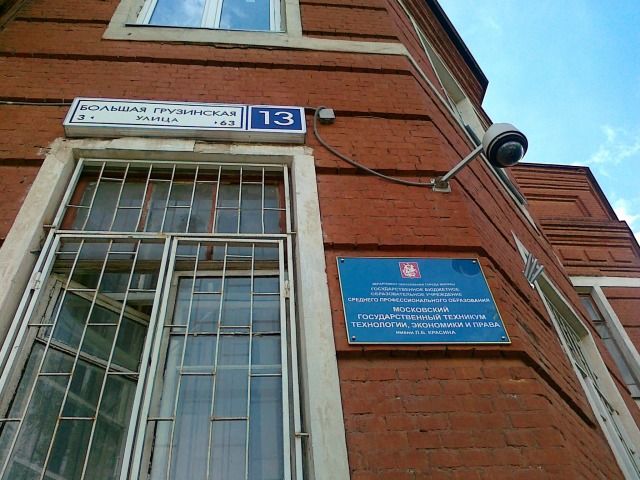 БОЛЬШАЯ ГРУЗИНСКАЯ
УЛИЦА
3
63
13
ДЕПАРТАМЕНТ ОБРАЗОВАНИЯ ГОРОДА МОСКВЫ
ГОСУДАРСТВЕННОЕ БЮДЖЕТНОЕ
ОБРАЗОВАТЕЛЬНОЕ УЧРЕЖДЕНИЕ
СРЕДНЕГО ПРОФЕССИОНАЛЬНОГО ОБРАЗОВАНИЯ
МОСКОВСКИЙ
ГОСУДАРСТВЕННЫЙ ТЕХНИКУМ
ТЕХНОЛОГИИ, ЭКОНОМИКИ И ПРАВА
ИМЕНИ Л.Б. КРАСИНА